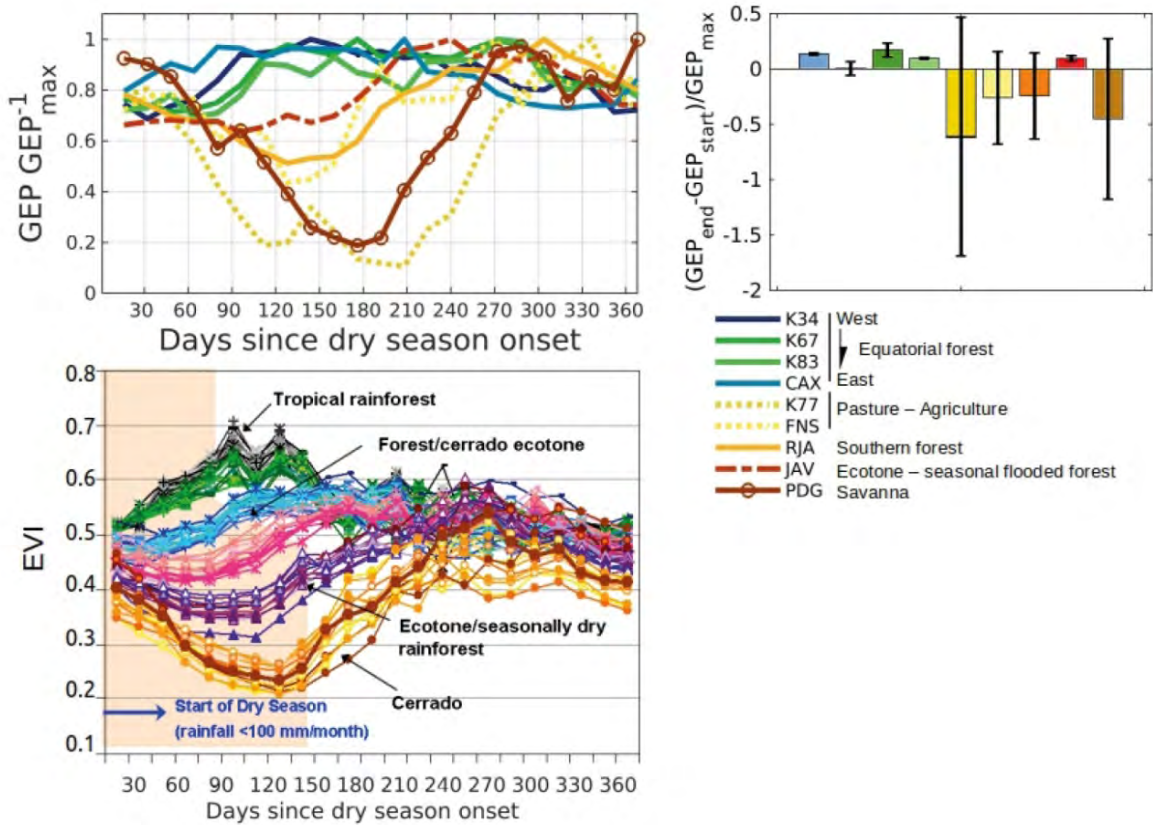 1
0.8
0.6
0.4
0.2
0
GEP GEP-1max
30 60 90 120 150 180 210 240 270 300 330 360
Days since dry season onset
0.5
0
-0.5
-1
-1.5
-2
(GEPend-GEPstart)/GEPmax
K34 West
K67
Equatorial forest
K83
CAX East
K77
Pasture – Agriculture
FNS
RJA Southern forest
JAV Ecotone – seasonal flooded forest
PDG Savanna
0.8
0.7
0.6
0.5
0.4
0.3
0.2
0.1
EVI
Tropical rainforest
Forest/cerrado ecotone
Ecotone/seasonally dry
rainforest
Cerrado
Start of Dry Season
(rainfall <100 mm/month)
30 60 90 120 150 180 210 240 270 300 330 360
Days since dry season onset